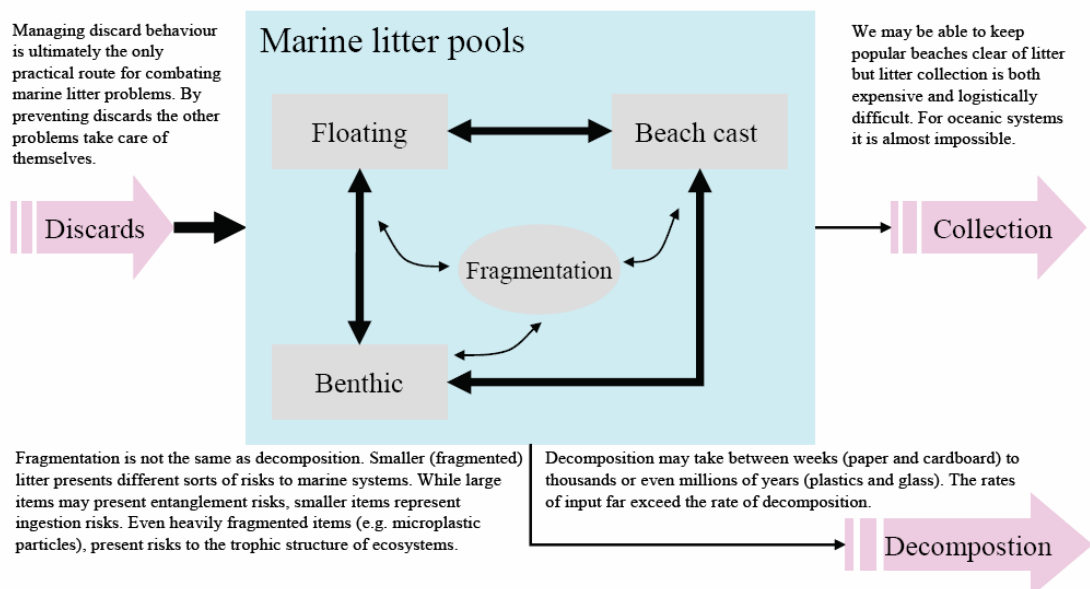 Managing discard behaviour
is ultimately the only
practical route for combating
marine litter problems. By
preventing discards the other
problems take care of
themselves.
Marine litter pools
We may be able to keep
popular beaches clear of litter
but litter collection is both
expensive and logistically
difficult. For oceanic systems
it is almost impossible.
Floating
Beach cast
Discards
Fragmentation
Collection
Benthic
Fragmentation is not the same as decomposition. Smaller (fragmented)
litter presents different sorts of risks to marine systems. While large
items may present entanglement risks, smaller items represent
ingestion risks. Even heavily fragmented items (e.g. microplastic
particles), present risks to the trophic structure of ecosystems.
Decomposition may take between weeks (paper and cardboard) to
thousands or even millions of years (plastics and glass). The rates
of input far exceed the rate of decomposition.
Decompostion